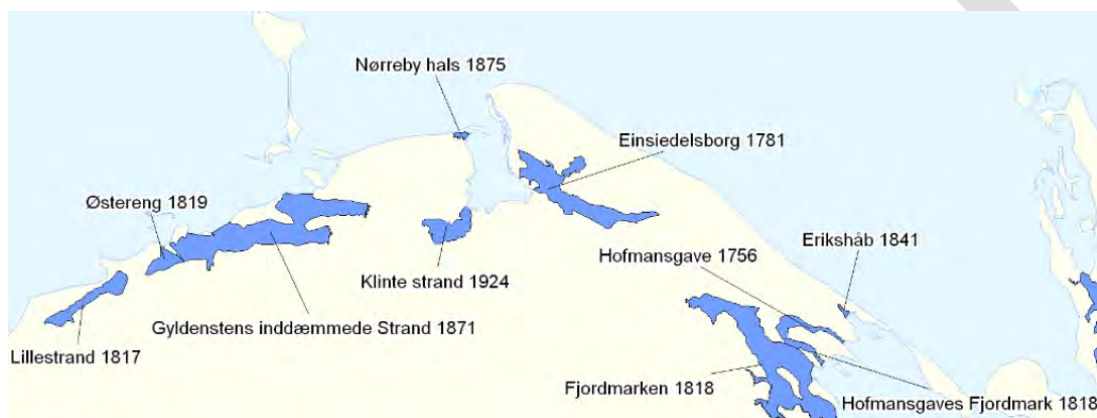 Nørreby hals 1875
Einsiedelsborg 1781
Østereng 1819
Erikshåb 1841
Hofmansgave 1756
Klinte strand 1924
Gyldenstens inddæmmede Strand 1871
Lillestrand 1817
Fjordmarken 1818
Hofmansgaves Fjordmark 1818